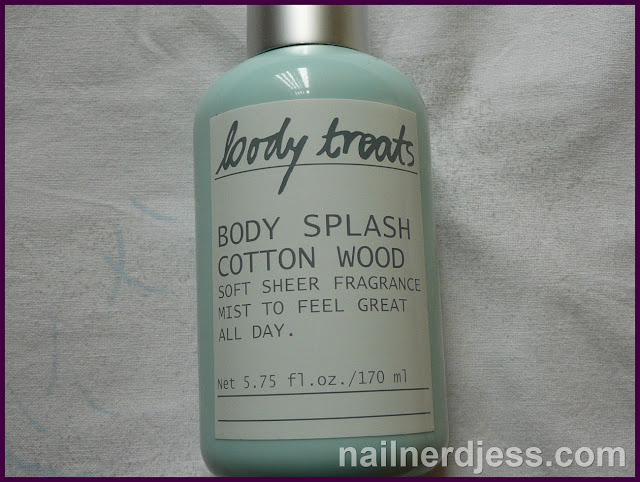 body treats
BODY SPLASH
COTTON WOOD
SOFT SHEER FRAGRANCE
MIST TO FEEL GREAT
ALL DAY.
Net 5.75 fl.oz./170 ml
nailnerdjess.com